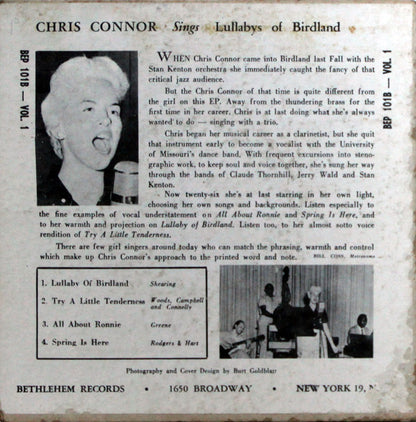 CHRIS CONNOR Sings Lullabys of Birdland
BEP 101B — VOL. 1
BEP 101B — VOL. 1
WHEN Chris Connor came into Birdland last Fall with the
Stan Kenton orchestra she immediately caught the fancy of that
critical jazz audience.
But the Chris Connor of that time is quite different from
the girl on this EP. Away from the thundering brass for the
first time in her career, Chris is at last doing what she's always
wanted to do — singing with a trio.
Chris began her musical career as a clarinetist, but she quit
that instrument early to become a vocalist with the University
of Missouri's dance band. With frequent excursions into steno-
graphic work, to keep soul and voice together, she's sung her way
through the bands of Claude Thornhill, Jerry Wald and Stan
Kenton.
Now twenty-six she's at last starring in her own light,
choosing her own songs and backgrounds. Listen especially to
the fine examples of vocal understatement on All About Ronnie and Spring Is Here, and
to her warmth and projection on Lullaby of Birdland. Listen too, to her almost sotto voce
rendition of Try A Little Tenderness.
There are few girl singers around today who can match the phrasing, warmth and control
which make up Chris Connor's approach to the printed word and note.
BILL COSS, Metronome
1. Lullaby Of Birdland Shearing
2. Try A Little Tenderness Woods, Campbell
and Connelly
3. All About Ronnie Greene
4. Spring Is Here Rodgers & Hart
Photography and Cover Design by Burt Goldblatt
BETHLEHEM RECORDS • 1650 BROADWAY • NEW YORK 19, N.